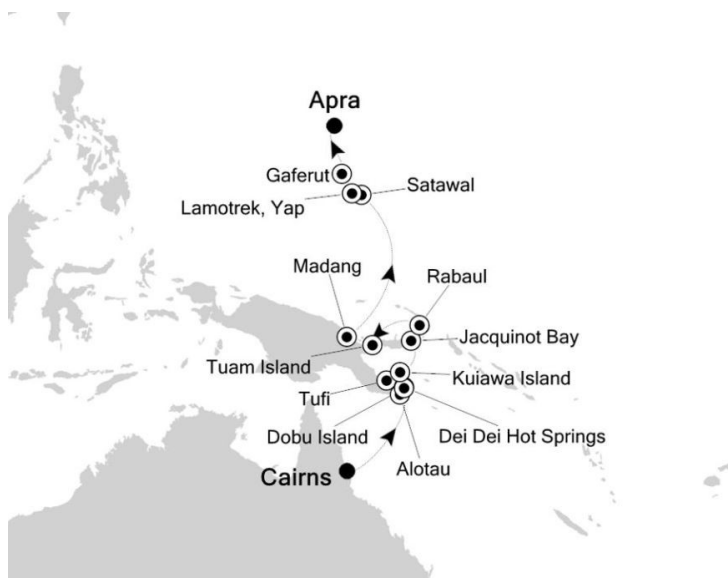 Apra
Gaferut
Satawal
Lamotrek, Yap
Madang
Rabaul
Jacquinot Bay
Tuam Island
Kuiawa Island
Tufi
Dobu Island
Dei Dei Hot Springs
Alotau
Cairns